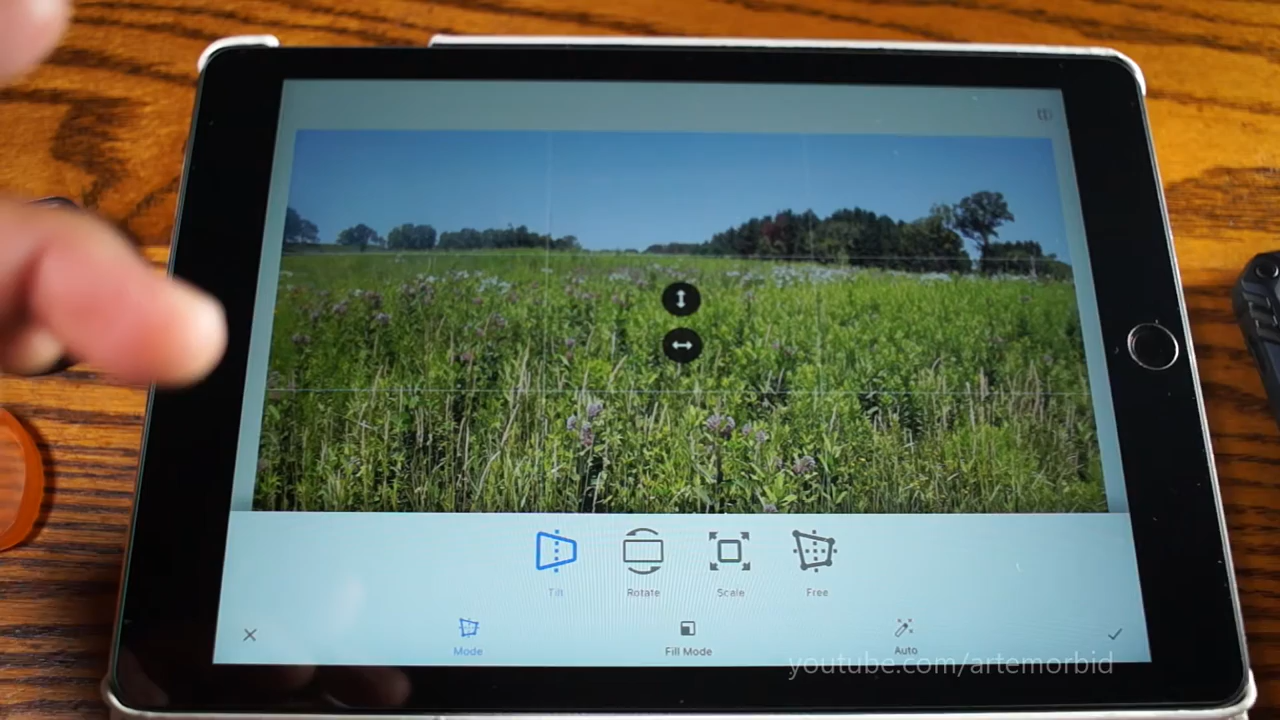 Tilt
Rotate
Scale
Free
Mode
Fill Mode
Auto
youtube.com/artemorbid